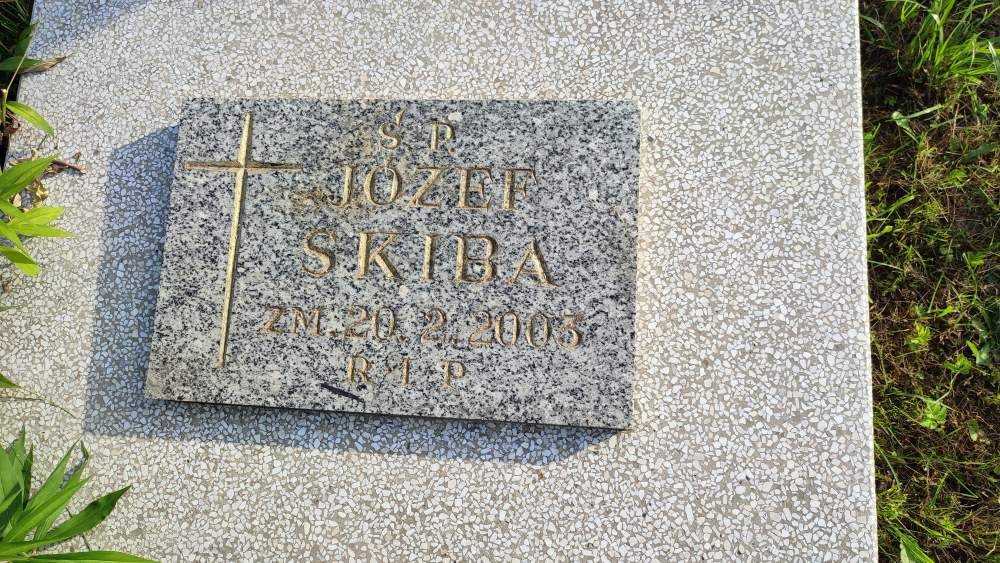 Ś P
JÓZEF
SKIBA
ZM. 20. 2. 2003
R I P